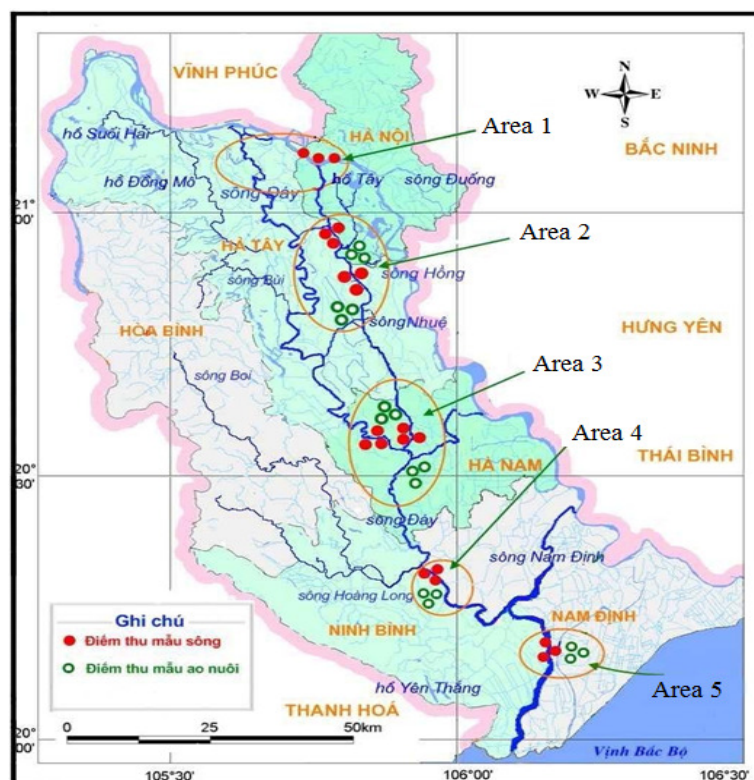 VĨNH PHÚC
N
W E
S
Area 1
hồ Suối Hai
HÀ NỘI
BẮC NINH
hồ Đồng Mô
sông Đáy
hồ Tây
sông Đuống
21
00'
Area 2
HÀ TÂY
sông Hồng
sông Bùi
HÒA BÌNH
sông Nhuệ
HƯNG YÊN
sông Boi
Area 3
Area 4
HÀ NAM
THÁI BÌNH
20°
30'
sông Đáy
sông Nam Định
sông Hoàng Long
Ghi chú
NAM ĐỊNH
Điểm thu mẫu sông
NINH BÌNH
Điểm thu mẫu ao nuôi
hồ Yên Thắng
Area 5
THANH HOÁ
0 25 50km
20°
00'
Vịnh Bắc Bộ
105°30' 106°00' 106°30'